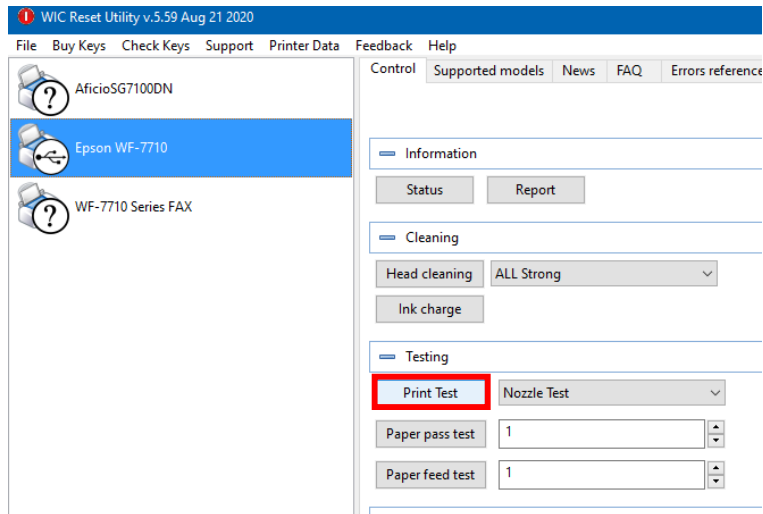 WIC Reset Utility v.5.59 Aug 21 2020
File Buy Keys Check Keys Support Printer Data Feedback Help
Control Supported models News FAQ Errors reference
AficioSG7100DN
Epson WF-7710
WF-7710 Series FAX
Information
Status Report
Cleaning
Head cleaning ALL Strong
Ink charge
Testing
Print Test Nozzle Test
Paper pass test 1
Paper feed test 1